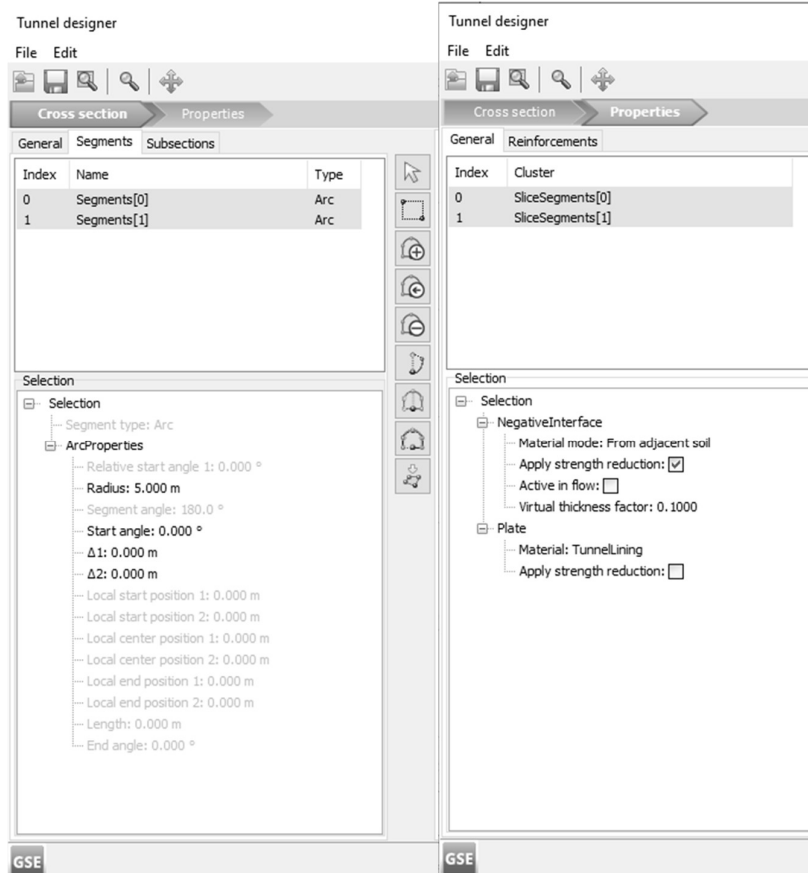 Tunnel designer
File Edit
Cross section Properties
General Segments Subsections
Index Name Type
0 Segments[0] Arc
1 Segments[1] Arc
Selection
Selection
Segment type: Arc
ArcProperties
Relative start angle 1: 0.000 °
Radius: 5.000 m
Segment angle: 180.0 °
Start angle: 0.000 °
Δ1: 0.000 m
Δ2: 0.000 m
Local start position 1: 0.000 m
Local start position 2: 0.000 m
Local center position 1: 0.000 m
Local center position 2: 0.000 m
Local end position 1: 0.000 m
Local end position 2: 0.000 m
Length: 0.000 m
End angle: 0.000 °
GSE
Tunnel designer
File Edit
Cross section Properties
General Reinforcements
Index Cluster
0 SliceSegments[0]
1 SliceSegments[1]
Selection
Selection
NegativeInterface
Material mode: From adjacent soil
Apply strength reduction:
Active in flow:
Virtual thickness factor: 0.1000
Plate
Material: TunnelLining
Apply strength reduction:
GSE